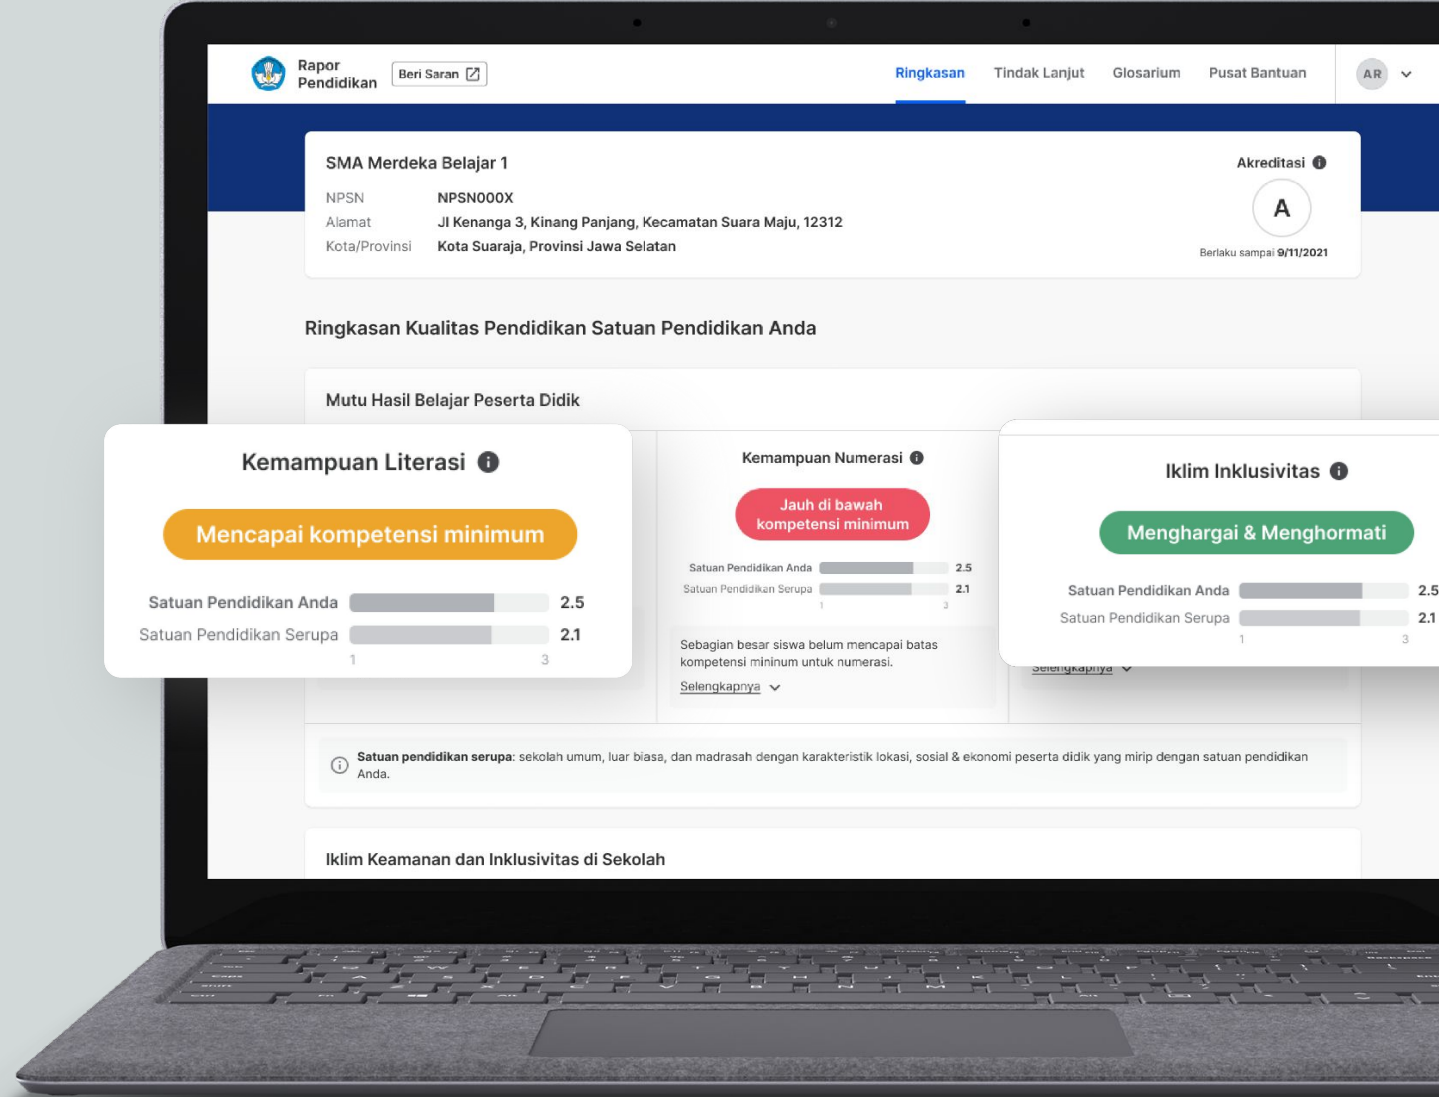 Rapor
Pendidikan
Beri Saran
Ringkasan
Tindak Lanjut
Glosarium
Pusat Bantuan
AR
SMA Merdeka Belajar 1
NPSN NPSN000X
Alamat Jl Kenanga 3, Kinang Panjang, Kecamatan Suara Maju, 12312
Kota/Provinsi Kota Suaraja, Provinsi Jawa Selatan
Akreditasi
A
Berlaku sampai 9/11/2021
Ringkasan Kualitas Pendidikan Satuan Pendidikan Anda
Mutu Hasil Belajar Peserta Didik
Kemampuan Literasi
Mencapai kompetensi minimum
Satuan Pendidikan Anda 2.5
Satuan Pendidikan Serupa 2.1
1 3
Kemampuan Numerasi
Jauh di bawah
kompetensi minimum
Satuan Pendidikan Anda 2.5
Satuan Pendidikan Serupa 2.1
1 3
Sebagian besar siswa belum mencapai batas
kompetensi mininum untuk numerasi.
Selengkapnya
Iklim Inklusivitas
Menghargai & Menghormati
Satuan Pendidikan Anda 2.5
Satuan Pendidikan Serupa 2.1
1 3
Selengkapnya
Satuan pendidikan serupa: sekolah umum, luar biasa, dan madrasah dengan karakteristik lokasi, sosial & ekonomi peserta didik yang mirip dengan satuan pendidikan
Anda.
Iklim Keamanan dan Inklusivitas di Sekolah